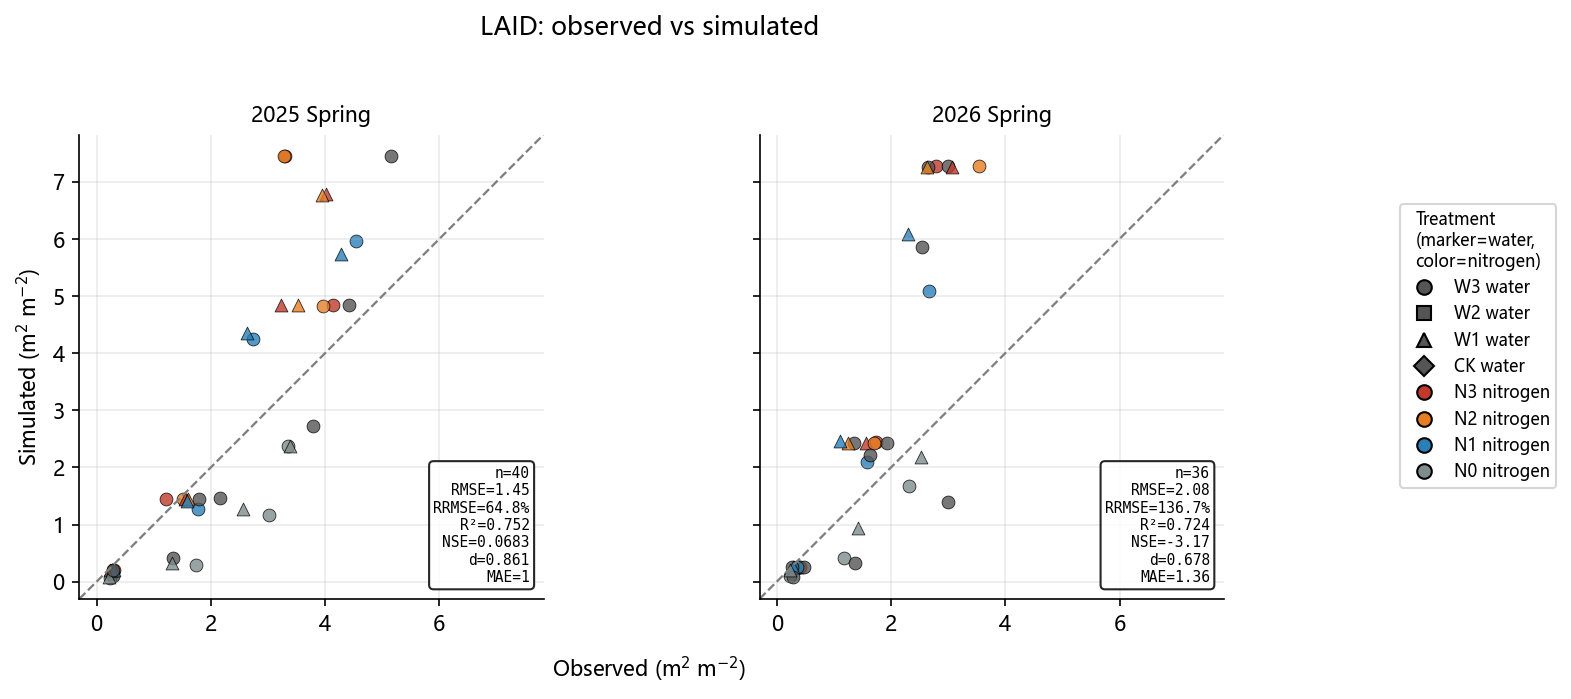 LAID: observed vs simulated
2025 Spring
2026 Spring
Simulated (m² m⁻²)
7
6
5
4
3
2
1
0
0 2 4 6
n=40
RMSE=1.45
RRMSE=64.8%
R²=0.752
NSE=0.0683
d=0.861
MAE=1
0 2 4 6
n=36
RMSE=2.08
RRMSE=136.7%
R²=0.724
NSE=-3.17
d=0.678
MAE=1.36
Observed (m² m⁻²)
Treatment
(marker=water,
color=nitrogen)
W3 water
W2 water
W1 water
CK water
N3 nitrogen
N2 nitrogen
N1 nitrogen
N0 nitrogen